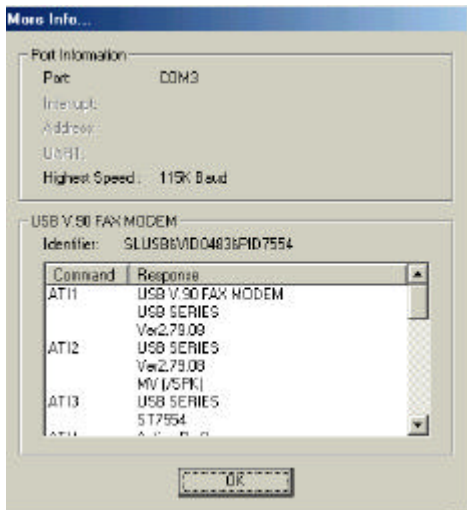 More Info...
Port Information
Port: COM3
Interrupt:
Address:
UART:
Highest Speed: 115K Baud
USB V.90 FAX MODEM
Identifier: SLUSB&VID0483&PID7554
Command Response
ATI1 USB V.90 FAX MODEM
USB SERIES
Ver2.79.08
ATI2 USB SERIES
Ver2.79.08
MV (/SPK)
ATI3 USB SERIES
ST7554
OK